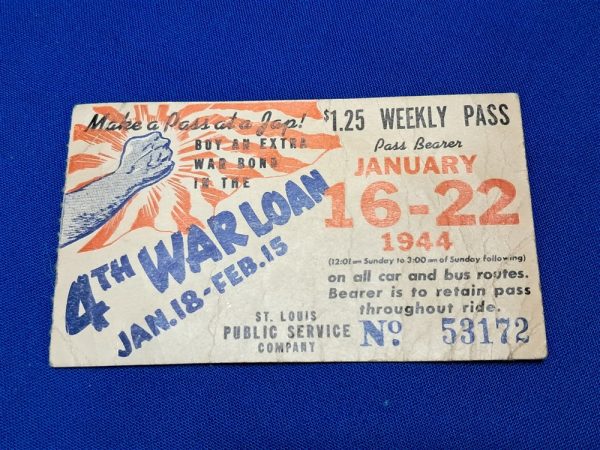 Make a Pass at a Jap!
BUY AN EXTRA
WAR BOND
IN THE
4TH WAR LOAN
JAN. 18-FEB. 15
ST. LOUIS
PUBLIC SERVICE
COMPANY
$1.25 WEEKLY PASS
Pass Bearer
JANUARY
16-22
1944
(12:01 am Sunday to 3:00 am of Sunday following)
on all car and bus routes.
Bearer is to retain pass
throughout ride.
No. 53172